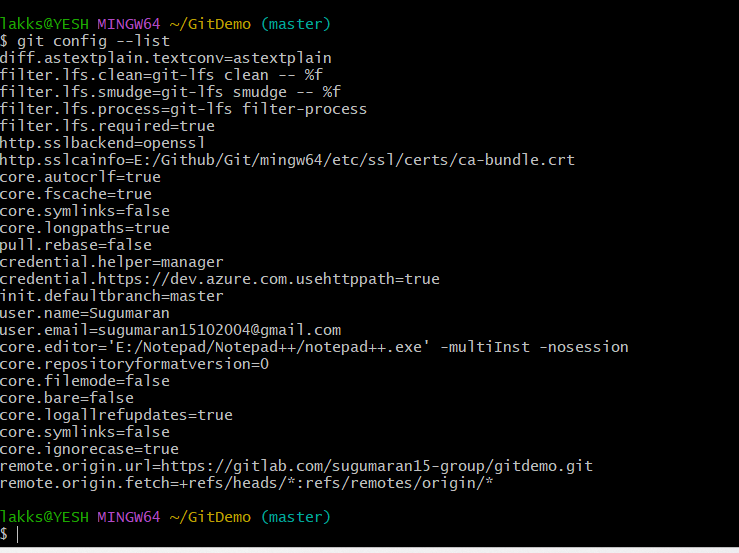 lakks@YESH MINGW64 ~/GitDemo (master)
$ git config --list
diff.astextplain.textconv=astextplain
filter.lfs.clean=git-lfs clean -- %f
filter.lfs.smudge=git-lfs smudge -- %f
filter.lfs.process=git-lfs filter-process
filter.lfs.required=true
http.sslbackend=openssl
http.sslcainfo=E:/Github/Git/mingw64/etc/ssl/certs/ca-bundle.crt
core.autocrlf=true
core.fscache=true
core.symlinks=false
core.longpaths=true
pull.rebase=false
credential.helper=manager
credential.https://dev.azure.com.usehttppath=true
init.defaultbranch=master
user.name=Sugumaran
user.email=sugumaran15102004@gmail.com
core.editor='E:/Notepad/Notepad++/notepad++.exe' -multiInst -nosession
core.repositoryformatversion=0
core.filemode=false
core.bare=false
core.logallrefupdates=true
core.symlinks=false
core.ignorecase=true
remote.origin.url=https://gitlab.com/sugumaran15-group/gitdemo.git
remote.origin.fetch=+refs/heads/*:refs/remotes/origin/*
lakks@YESH MINGW64 ~/GitDemo (master)
$